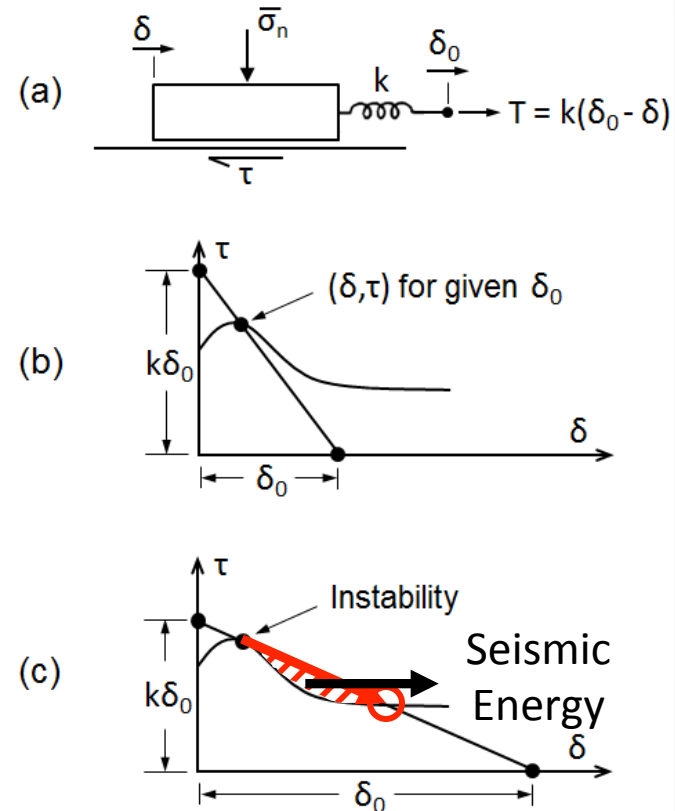 (a)
δ
σ̅ₙ
k
δ₀
T = k(δ₀ - δ)
τ
(b)
τ
(δ,τ) for given δ₀
kδ₀
δ
δ₀
(c)
τ
Instability
Seismic
Energy
kδ₀
δ
δ₀